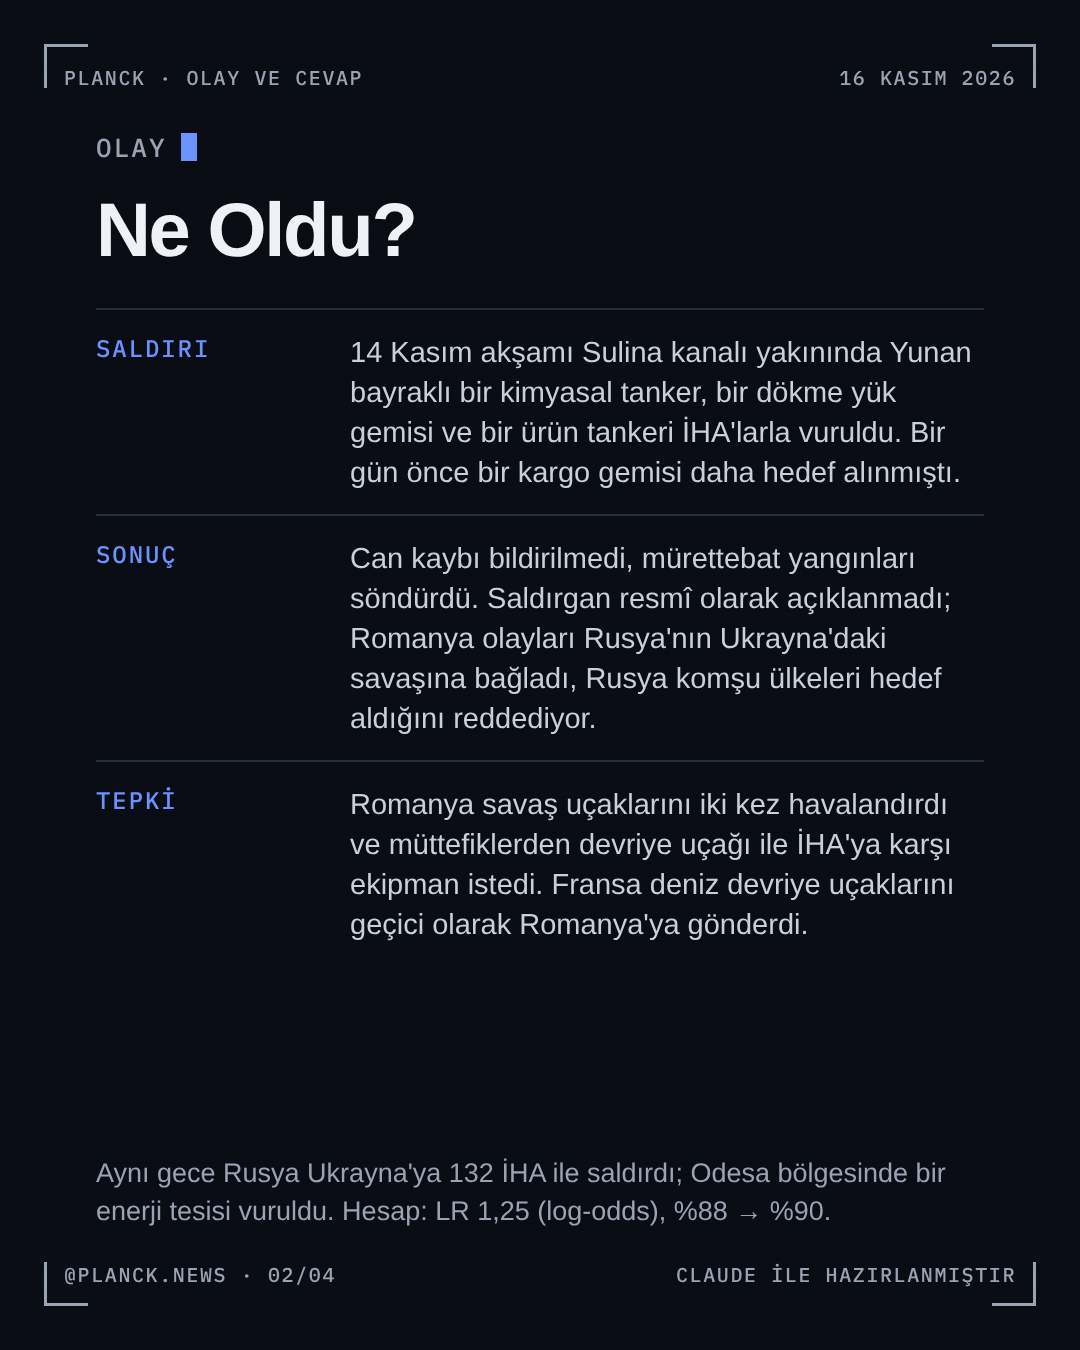 PLANCK · OLAY VE CEVAP
16 KASIM 2026
OLAY
Ne Oldu?
SALDIRI
14 Kasım akşamı Sulina kanalı yakınında Yunan
bayraklı bir kimyasal tanker, bir dökme yük
gemisi ve bir ürün tankeri İHA'larla vuruldu. Bir
gün önce bir kargo gemisi daha hedef alınmıştı.
SONUÇ
Can kaybı bildirilmedi, mürettebat yangınları
söndürdü. Saldırgan resmî olarak açıklanmadı;
Romanya olayları Rusya'nın Ukrayna'daki
savaşına bağladı, Rusya komşu ülkeleri hedef
aldığını reddediyor.
TEPKİ
Romanya savaş uçaklarını iki kez havalandırdı
ve müttefiklerden devriye uçağı ile İHA'ya karşı
ekipman istedi. Fransa deniz devriye uçaklarını
geçici olarak Romanya'ya gönderdi.
Aynı gece Rusya Ukrayna'ya 132 İHA ile saldırdı; Odesa bölgesinde bir
enerji tesisi vuruldu. Hesap: LR 1,25 (log-odds), %88 → %90.
@PLANCK.NEWS · 02/04
CLAUDE İLE HAZIRLANMIŞTIR